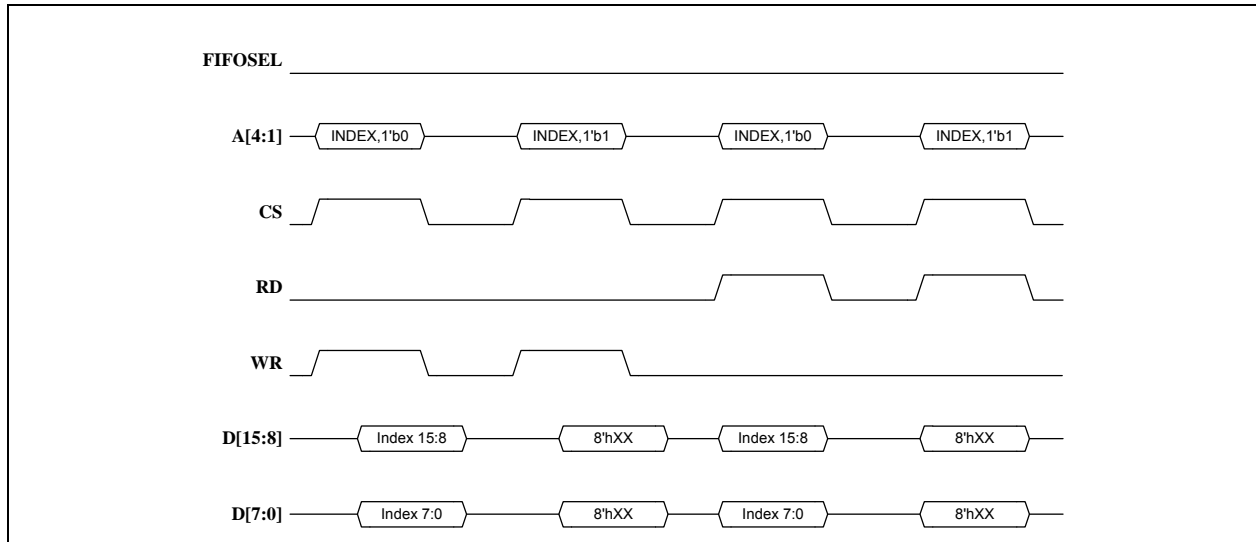 FIFOSEL
A[4:1] INDEX,1'b0 INDEX,1'b1 INDEX,1'b0 INDEX,1'b1
CS
RD
WR
D[15:8] Index 15:8 8'hXX Index 15:8 8'hXX
D[7:0] Index 7:0 8'hXX Index 7:0 8'hXX